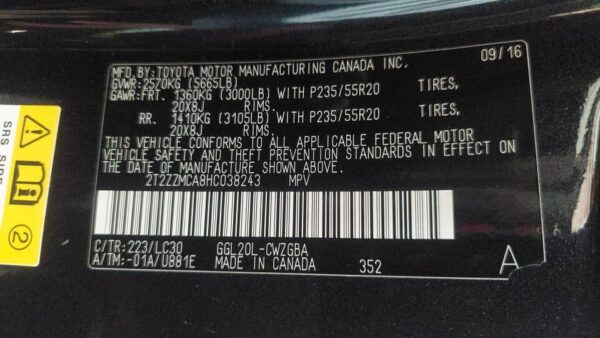 MFD.BY:TOYOTA MOTOR MANUFACTURING CANADA INC. 09/16
GVWR:2570KG (5665LB)
GAWR:FRT. 1360KG (3000LB) WITH P235/55R20 TIRES,
20X8J RIMS.
RR. 1410KG (3105LB) WITH P235/55R20 TIRES,
20X8J RIMS.
THIS VEHICLE CONFORMS TO ALL APPLICABLE FEDERAL MOTOR
VEHICLE SAFETY AND THEFT PREVENTION STANDARDS IN EFFECT ON
THE DATE OF MANUFACTURE SHOWN ABOVE.
2T2ZZMCA8HC038243 MPV
C/TR:223/LC30 GGL20L-CWZGBA
A/TM:-01A/U881E MADE IN CANADA 352 A
SRS SIDE
2